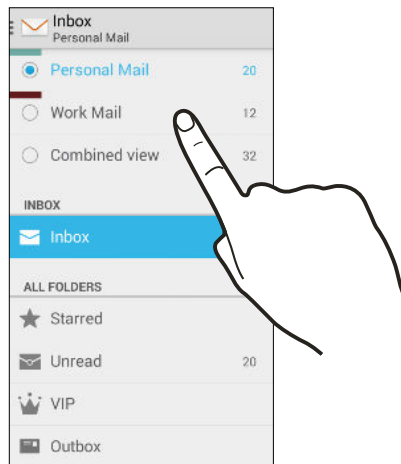 Inbox
Personal Mail
Personal Mail 20
Work Mail 12
Combined view 32
INBOX
Inbox
ALL FOLDERS
Starred
Unread 20
VIP
Outbox